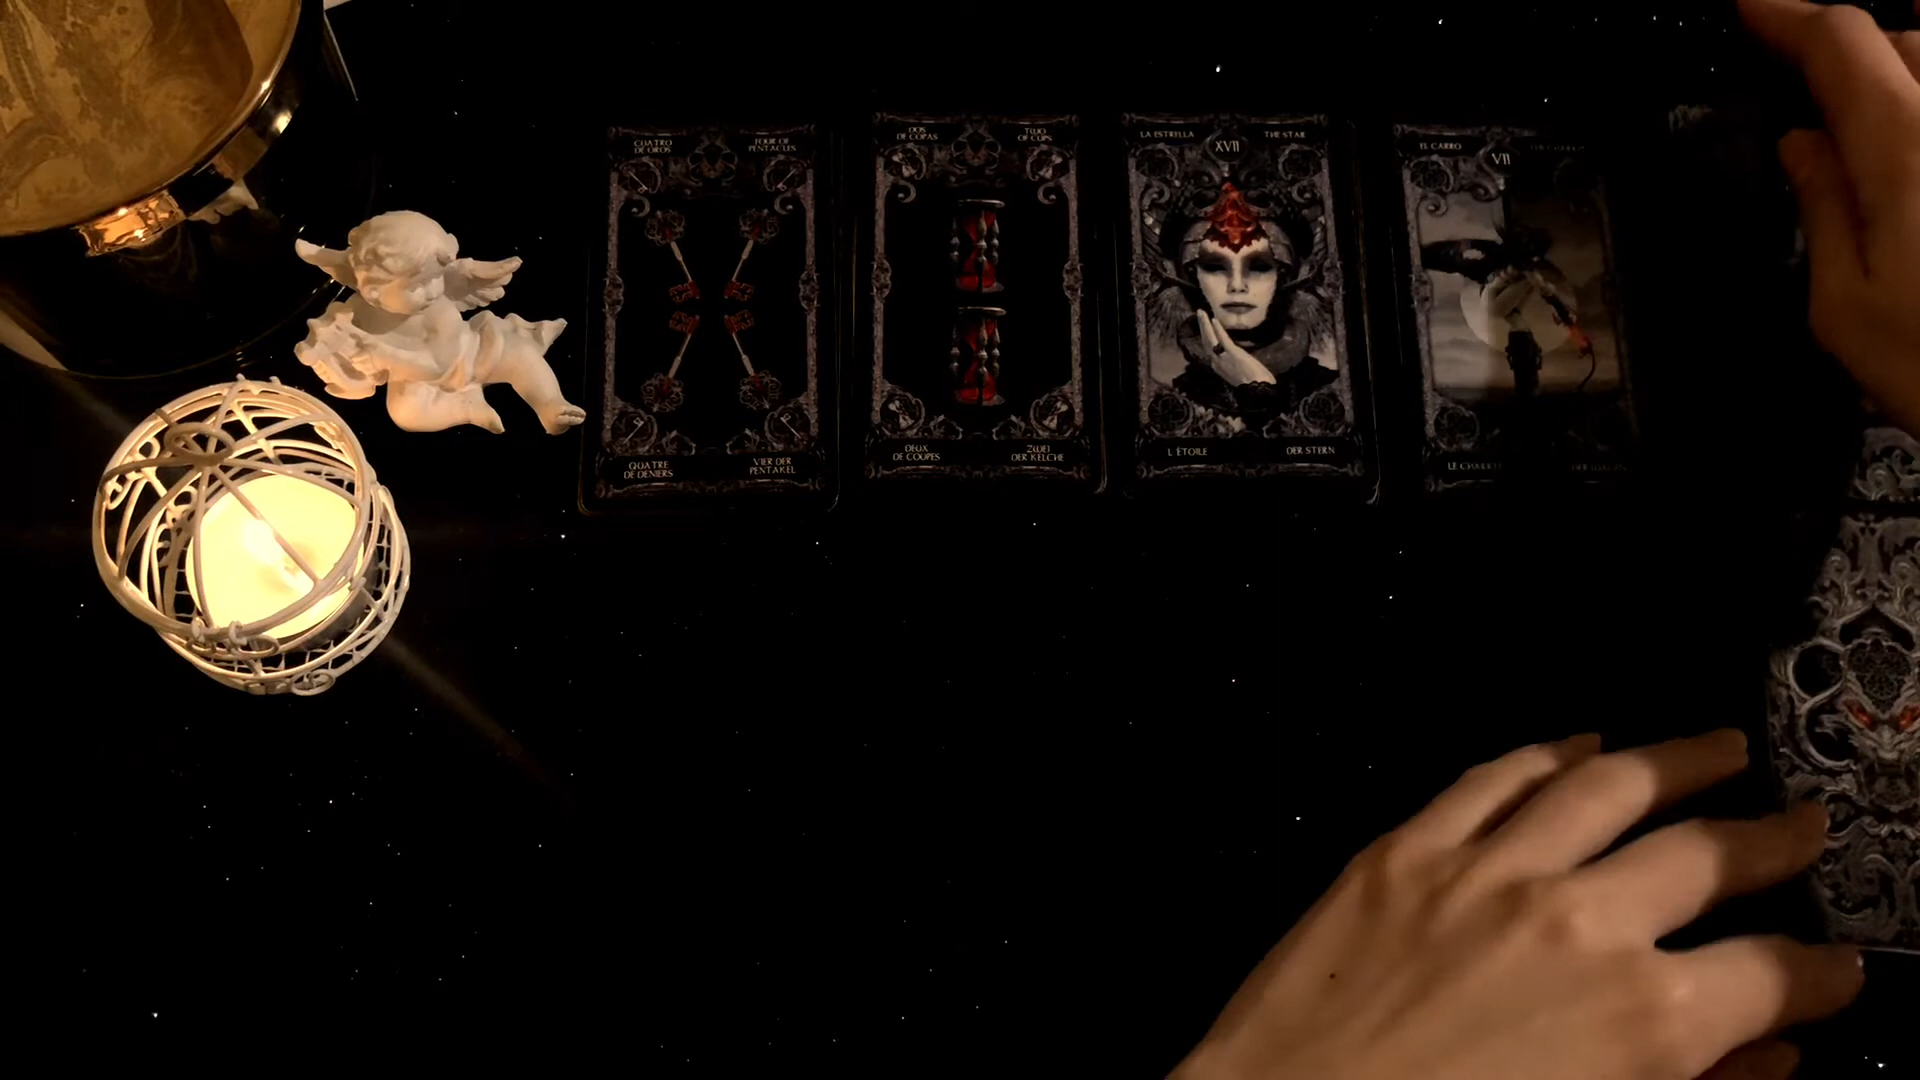 CUATRO
DE OROS
FOUR OF
PENTACLES
QUATRE
DE DENIERS
VIER DER
PENTAKEL
DOS
DE COPAS
TWO
OF CUPS
DEUX
DE COUPES
ZWEI
DER KELCHE
LA ESTRELLA
XVII
THE STAR
L'ÉTOILE
DER STERN
EL CARRO
VII